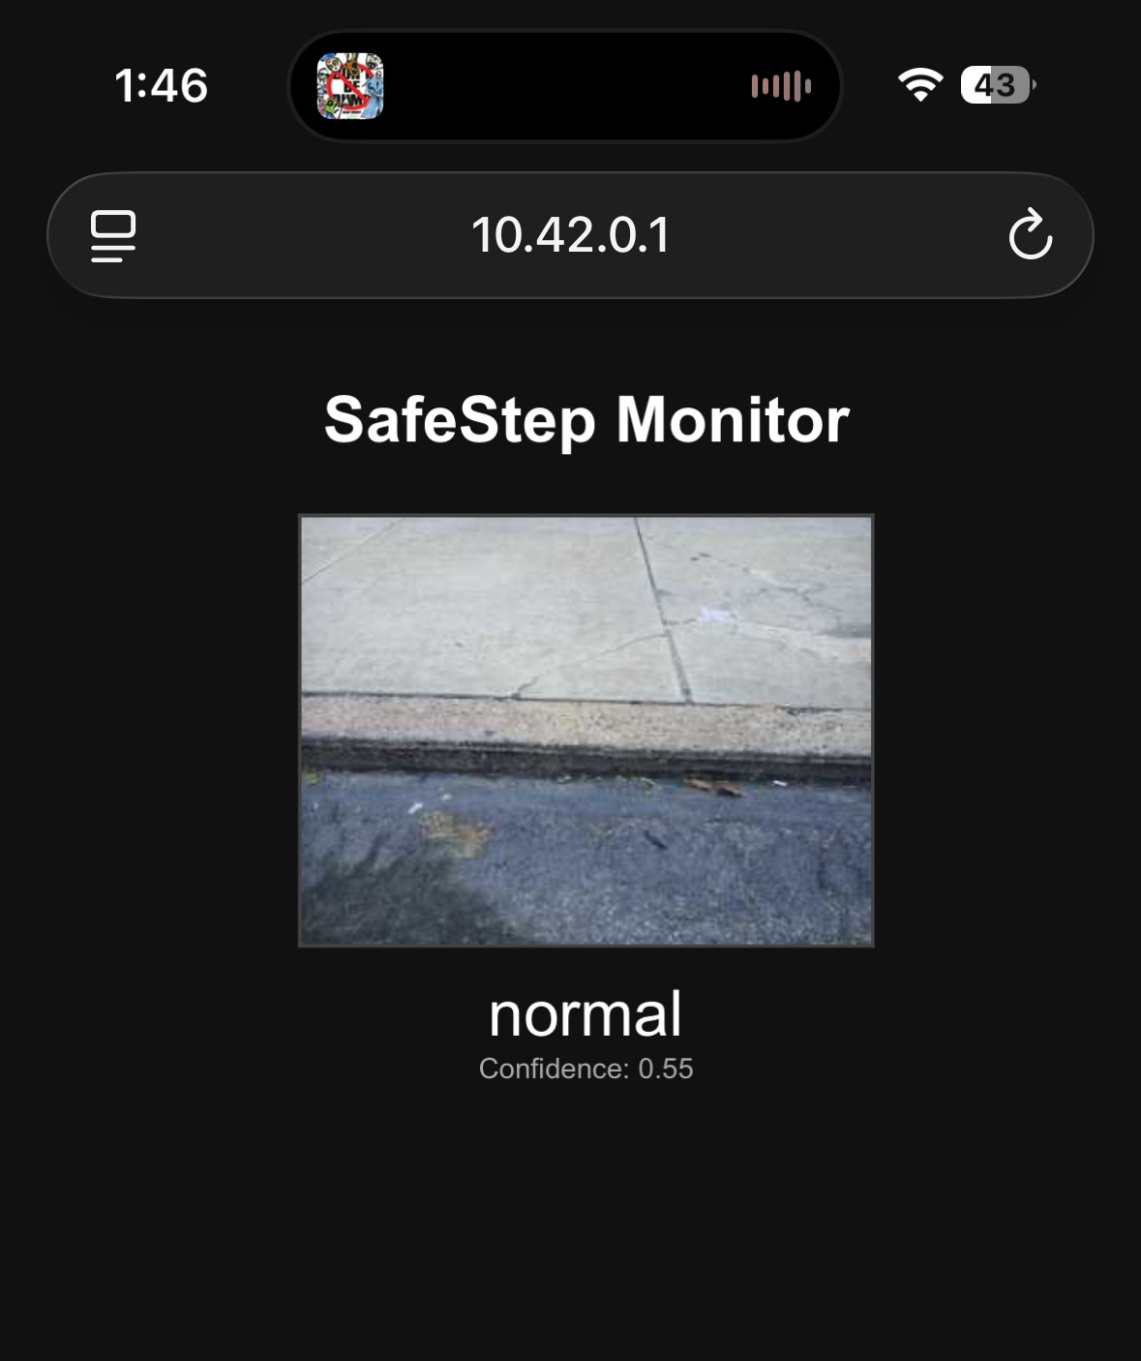 1:46
43
10.42.0.1
SafeStep Monitor
normal
Confidence: 0.55